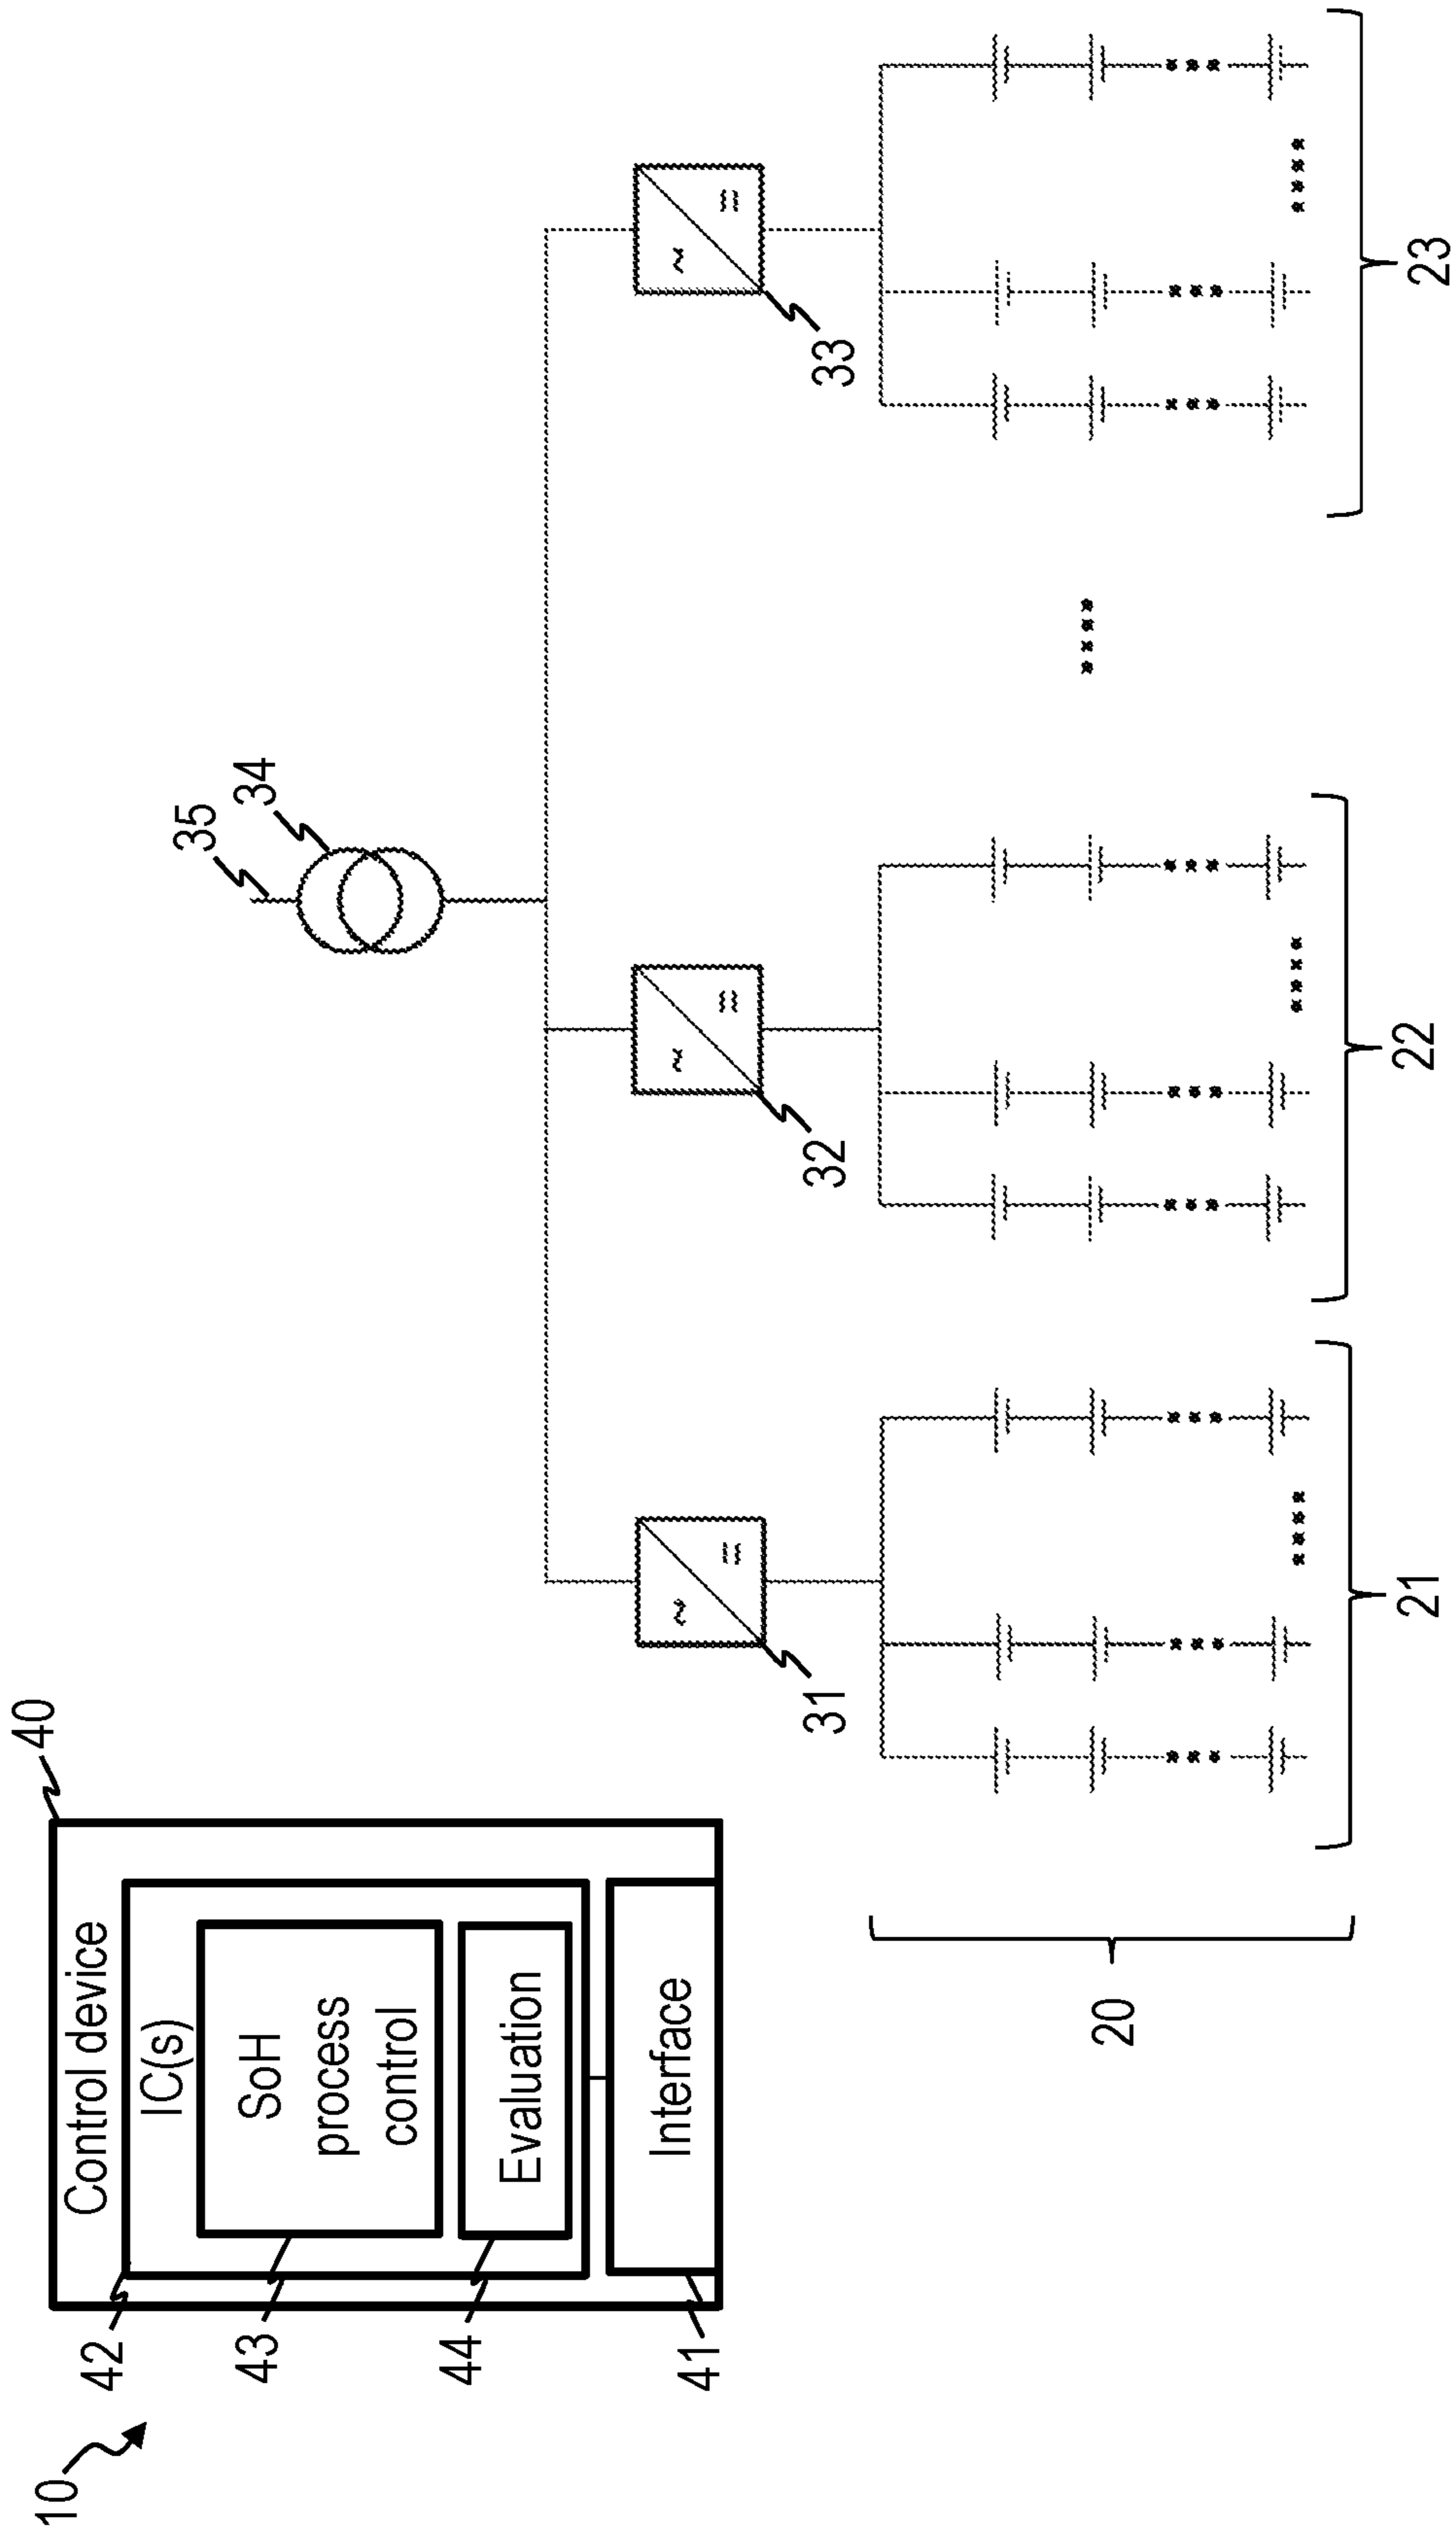 10
40
Control device
42
IC(s)
43
SoH
process
control
44
Evaluation
41
Interface
35
34
31
32
33
20
21
22
23